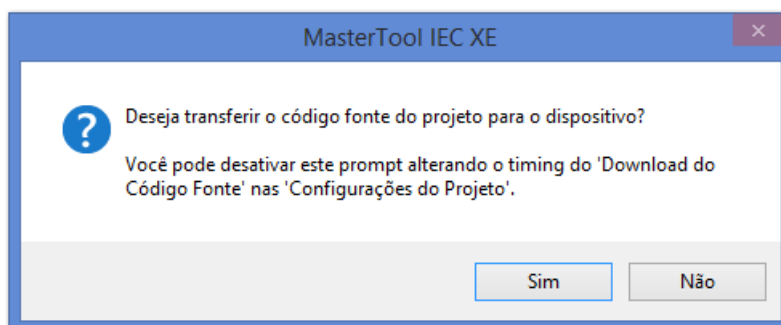 MasterTool IEC XE
Deseja transferir o código fonte do projeto para o dispositivo?
Você pode desativar este prompt alterando o timing do 'Download do
Código Fonte' nas 'Configurações do Projeto'.
Sim
Não